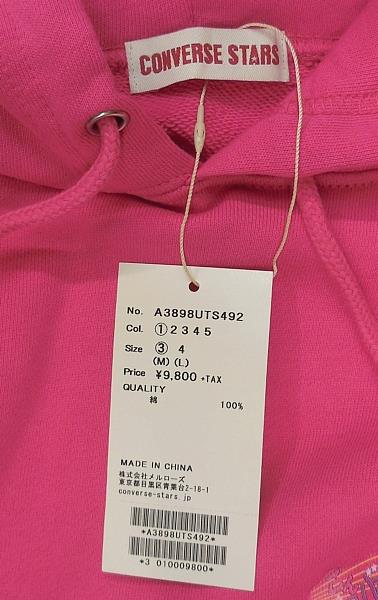 CONVERSE STARS
No. A3898UTS492
Col. ①2345
Size ③ 4
(M) (L)
Price ¥9,800 +TAX
QUALITY
綿 100%
MADE IN CHINA
株式会社メルローズ
東京都目黒区青葉台2-18-1
converse-stars.jp
*A3898UTS492*
*3 010009800*